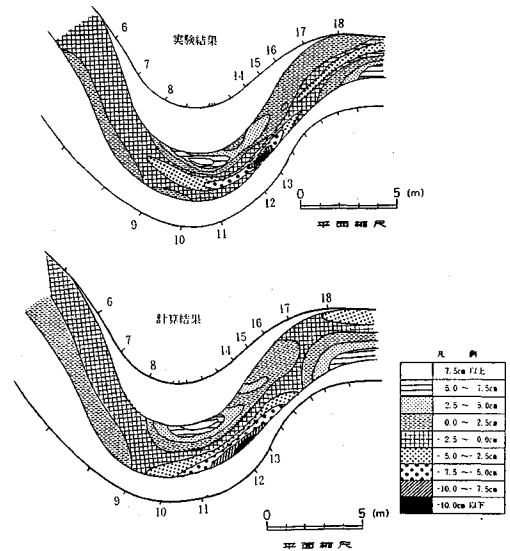 実験結果
6
7
8
14
15
16
17
18
9
10
11
12
13
0 5 (m)
平面縮尺
計算結果
6
7
8
14
15
16
17
18
9
10
11
12
13
0 5 (m)
平面縮尺
凡例
7.5cm 以上
5.0 ～ 7.5cm
2.5 ～ 5.0cm
0.0 ～ 2.5cm
-2.5 ～ 0.0cm
-5.0 ～ -2.5cm
-7.5 ～ -5.0cm
-10.0 ～ -7.5cm
-10.0cm 以下